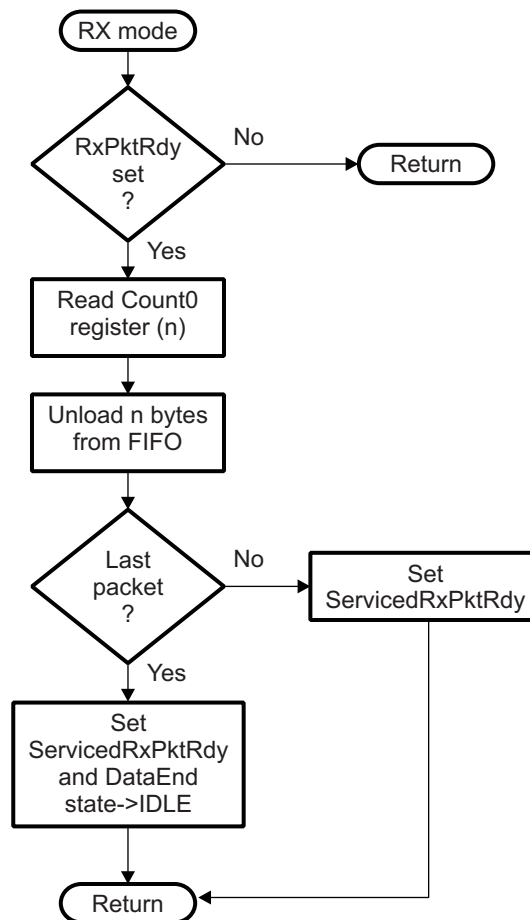 RX mode
RxPktRdy
set
?
No
Return
Yes
Read Count0
register (n)
Unload n bytes
from FIFO
Last
packet
?
No
Set
ServicedRxPktRdy
Yes
Set
ServicedRxPktRdy
and DataEnd
state->IDLE
Return